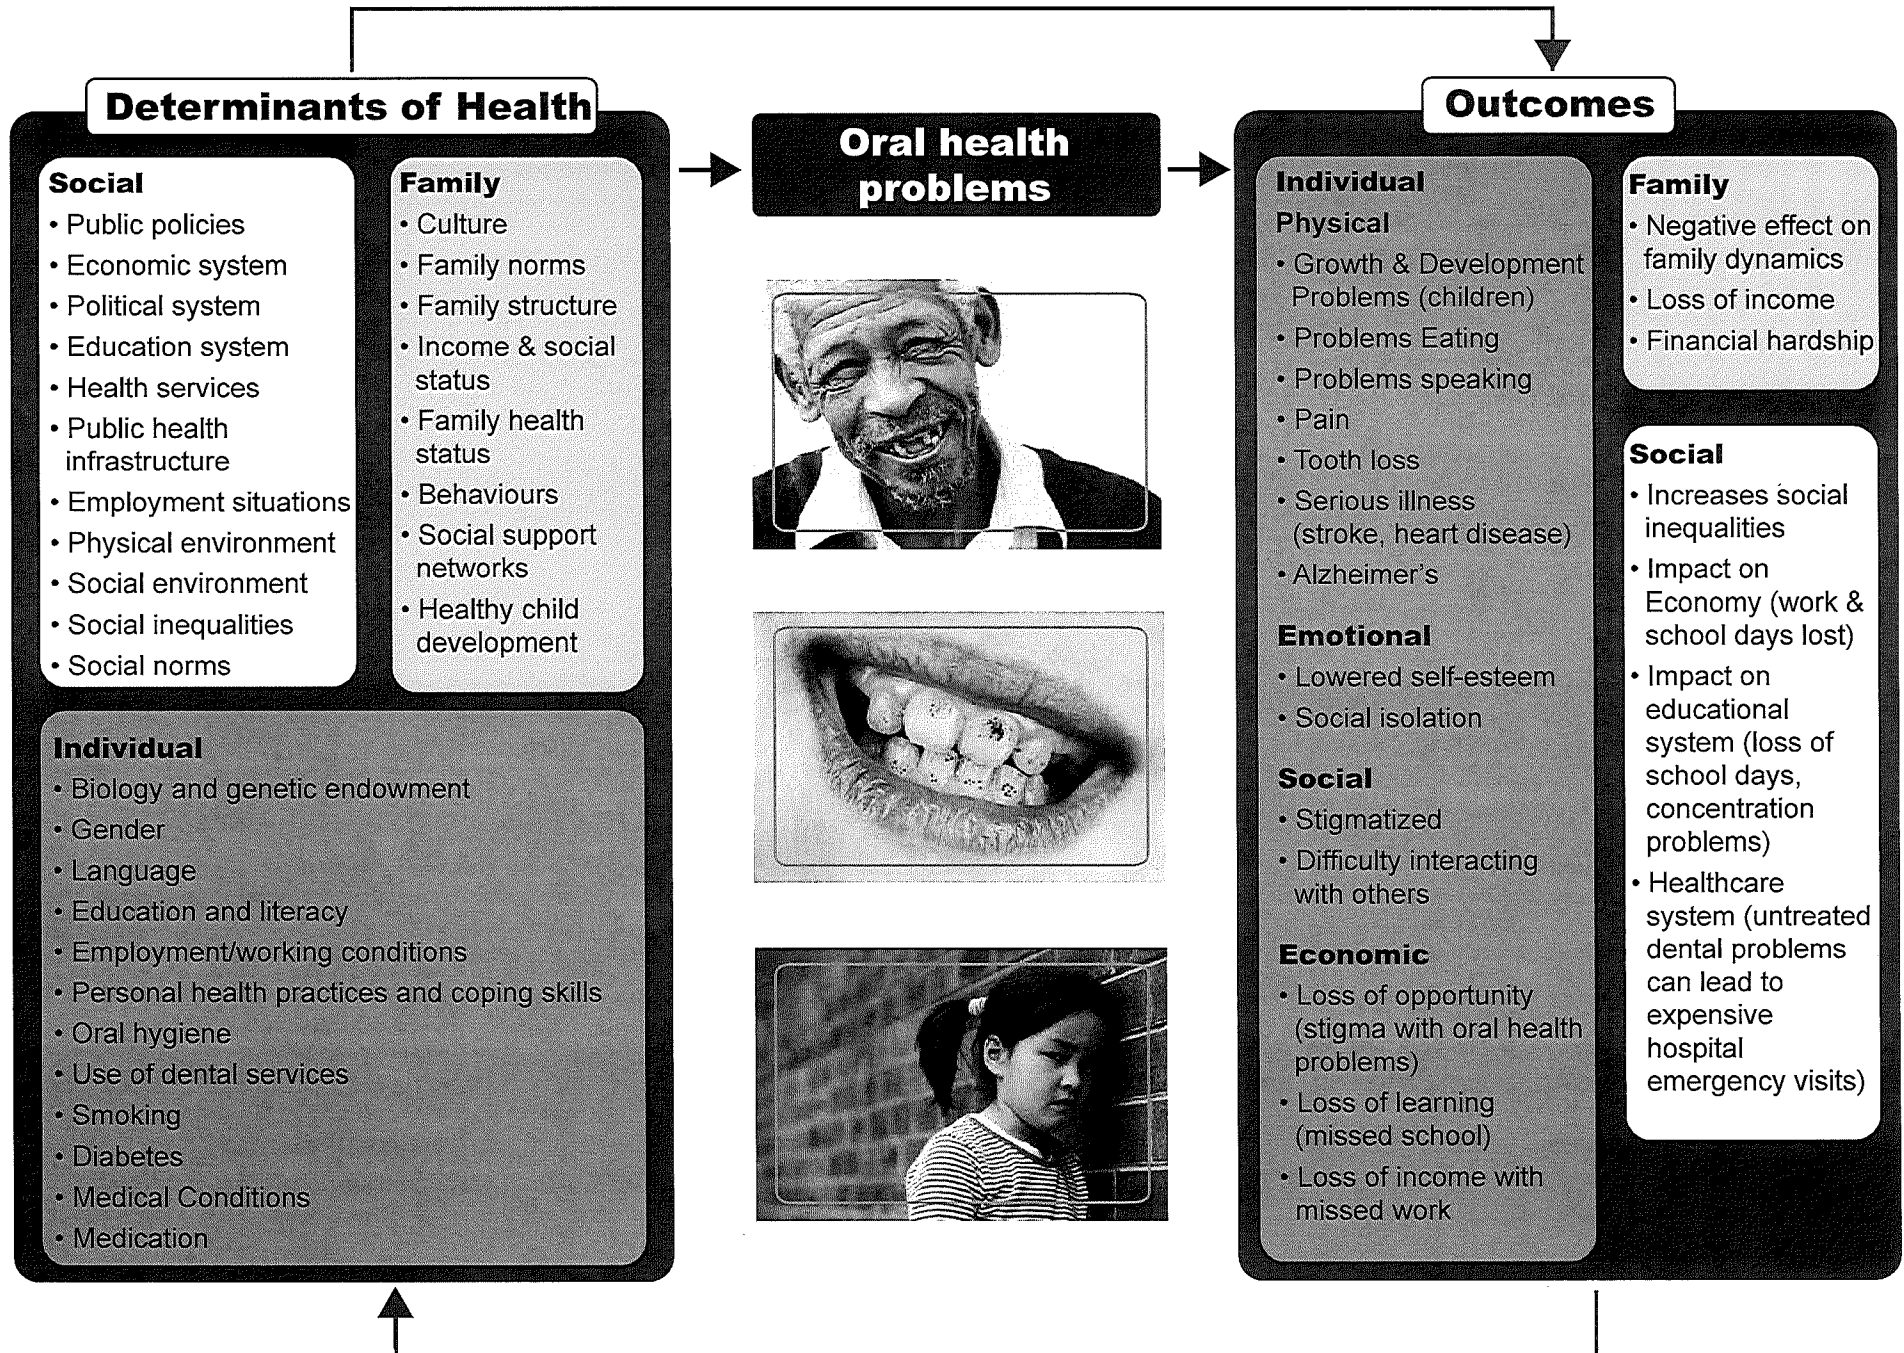 Determinants of Health
Social
• Public policies
• Economic system
• Political system
• Education system
• Health services
• Public health
infrastructure
• Employment situations
• Physical environment
• Social environment
• Social inequalities
• Social norms
Family
• Culture
• Family norms
• Family structure
• Income & social
status
• Family health
status
• Behaviours
• Social support
networks
• Healthy child
development
Individual
• Biology and genetic endowment
• Gender
• Language
• Education and literacy
• Employment/working conditions
• Personal health practices and coping skills
• Oral hygiene
• Use of dental services
• Smoking
• Diabetes
• Medical Conditions
• Medication
Oral health
problems
Outcomes
Individual
Physical
• Growth & Development
Problems (children)
• Problems Eating
• Problems speaking
• Pain
• Tooth loss
• Serious illness
(stroke, heart disease)
• Alzheimer's
Emotional
• Lowered self-esteem
• Social isolation
Social
• Stigmatized
• Difficulty interacting
with others
Economic
• Loss of opportunity
(stigma with oral health
problems)
• Loss of learning
(missed school)
• Loss of income with
missed work
Family
• Negative effect on
family dynamics
• Loss of income
• Financial hardship
Social
• Increases social
inequalities
• Impact on
Economy (work &
school days lost)
• Impact on
educational
system (loss of
school days,
concentration
problems)
• Healthcare
system (untreated
dental problems
can lead to
expensive
hospital
emergency visits)